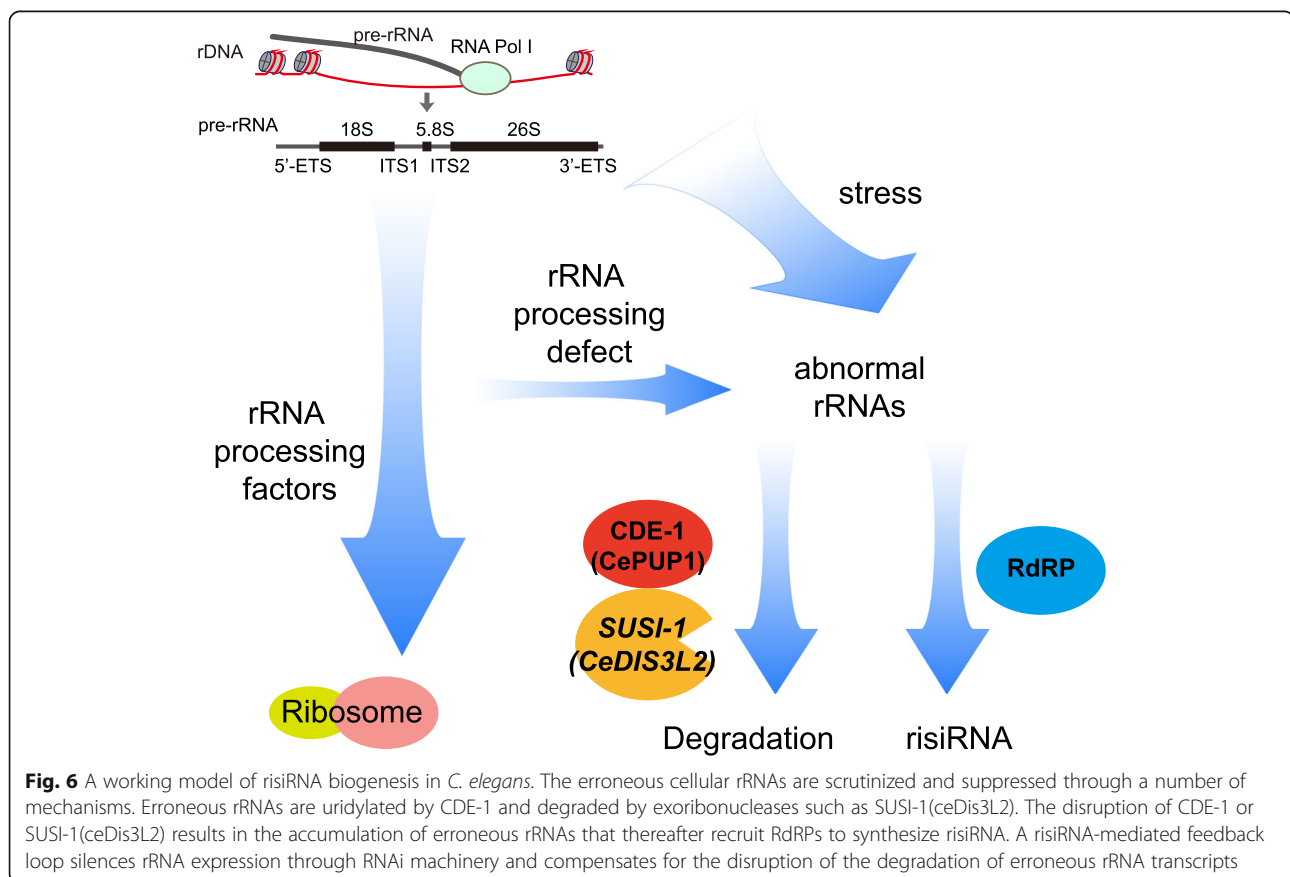 pre-rRNA
rDNA
RNA Pol I
pre-rRNA
18S 5.8S 26S
5’-ETS ITS1 ITS2 3’-ETS
stress
rRNA
processing
defect
abnormal
rRNAs
rRNA
processing
factors
CDE-1
(CePUP1)
SUSI-1
(CeDIS3L2)
RdRP
Ribosome
Degradation
risiRNA
Fig. 6 A working model of risiRNA biogenesis in C. elegans. The erroneous cellular rRNAs are scrutinized and suppressed through a number of
mechanisms. Erroneous rRNAs are uridylated by CDE-1 and degraded by exoribonucleases such as SUSI-1(ceDis3L2). The disruption of CDE-1 or
SUSI-1(ceDis3L2) results in the accumulation of erroneous rRNAs that thereafter recruit RdRPs to synthesize risiRNA. A risiRNA-mediated feedback
loop silences rRNA expression through RNAi machinery and compensates for the disruption of the degradation of erroneous rRNA transcripts